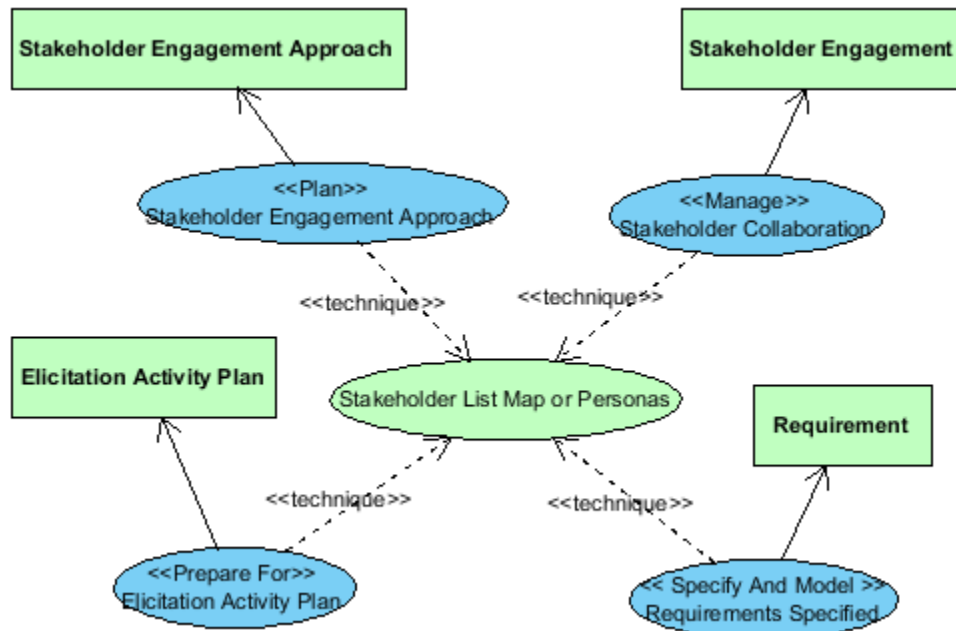 Stakeholder Engagement Approach
Stakeholder Engagement
<<Plan>>
Stakeholder Engagement Approach
<<Manage>>
Stakeholder Collaboration
<<technique>>
<<technique>>
Elicitation Activity Plan
Stakeholder List Map or Personas
Requirement
<<technique>>
<<technique>>
<<Prepare For>>
Elicitation Activity Plan
<< Specify And Model >>
Requirements Specified